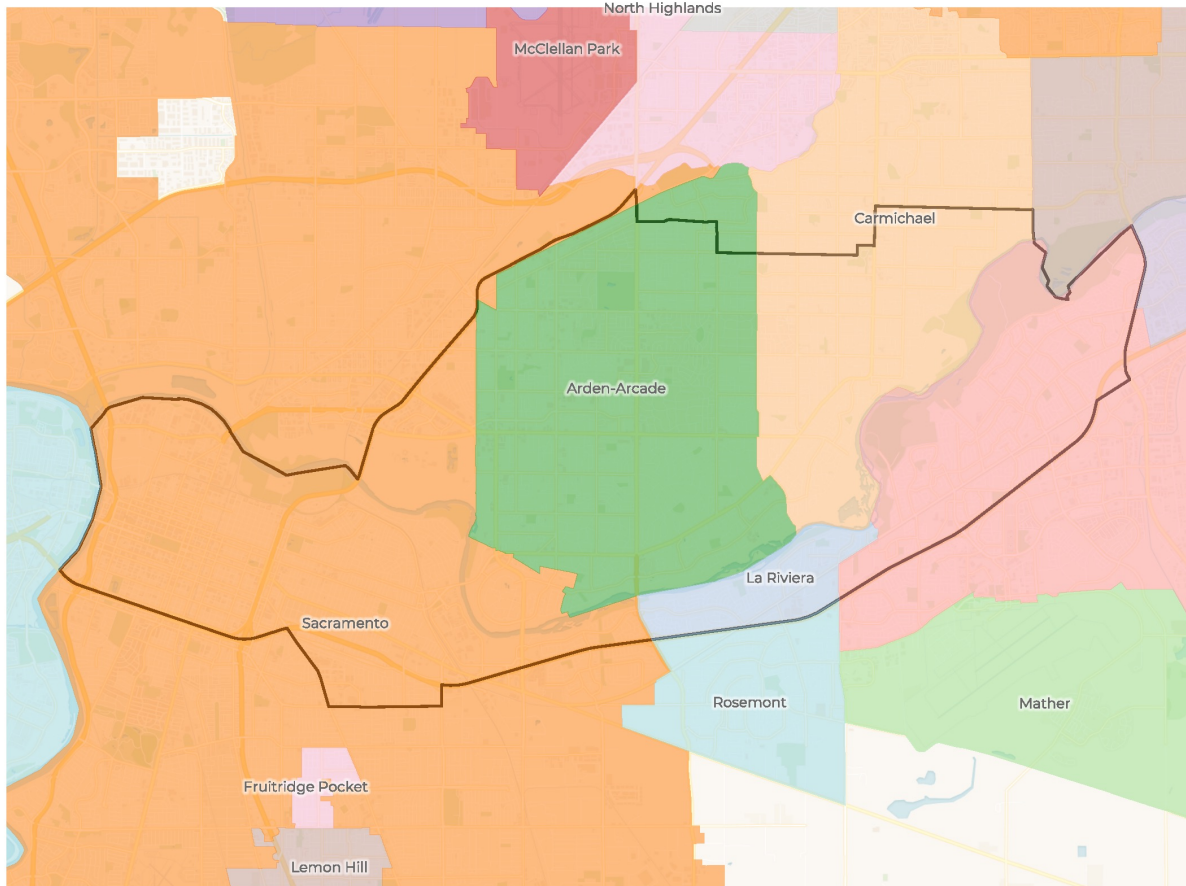 North Highlands
McClellan Park
Carmichael
Arden-Arcade
La Riviera
Sacramento
Rosemont
Mather
Fruitridge Pocket
Lemon Hill